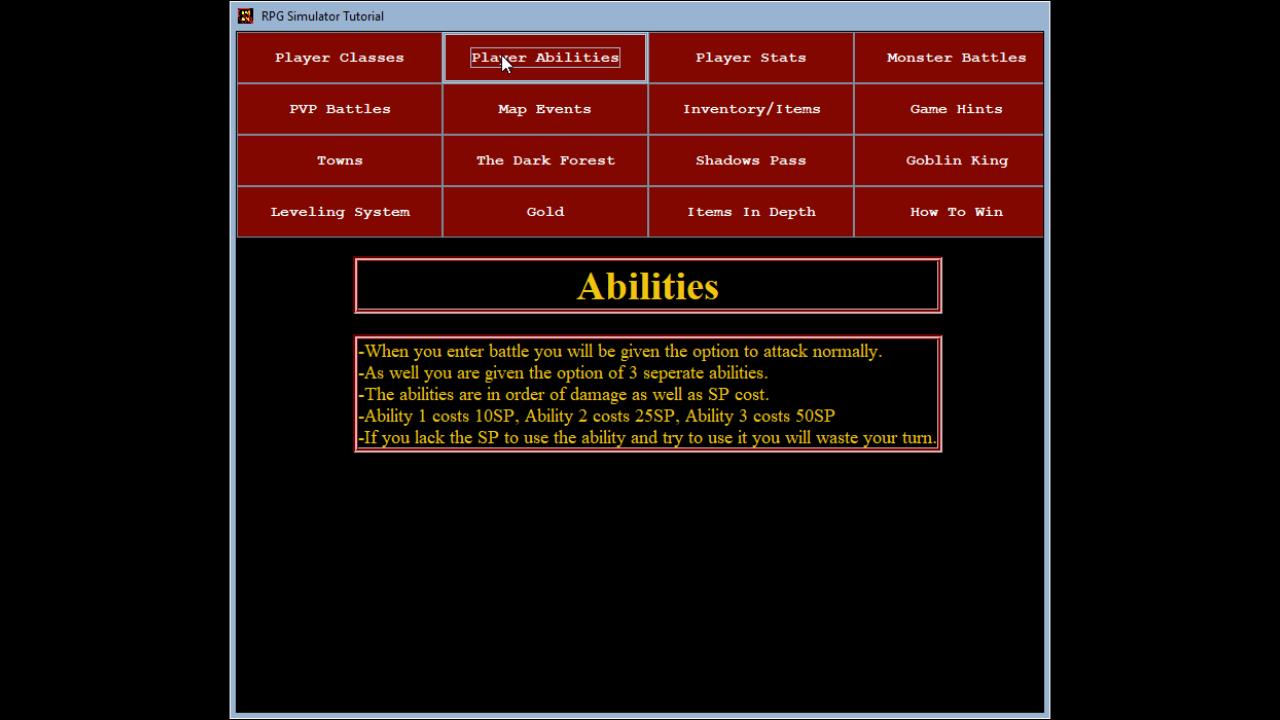 RPG Simulator Tutorial
Player Classes
Player Abilities
Player Stats
Monster Battles
PVP Battles
Map Events
Inventory/Items
Game Hints
Towns
The Dark Forest
Shadows Pass
Goblin King
Leveling System
Gold
Items In Depth
How To Win
Abilities
-When you enter battle you will be given the option to attack normally.
-As well you are given the option of 3 seperate abilities.
-The abilities are in order of damage as well as SP cost.
-Ability 1 costs 10SP, Ability 2 costs 25SP, Ability 3 costs 50SP
-If you lack the SP to use the ability and try to use it you will waste your turn.